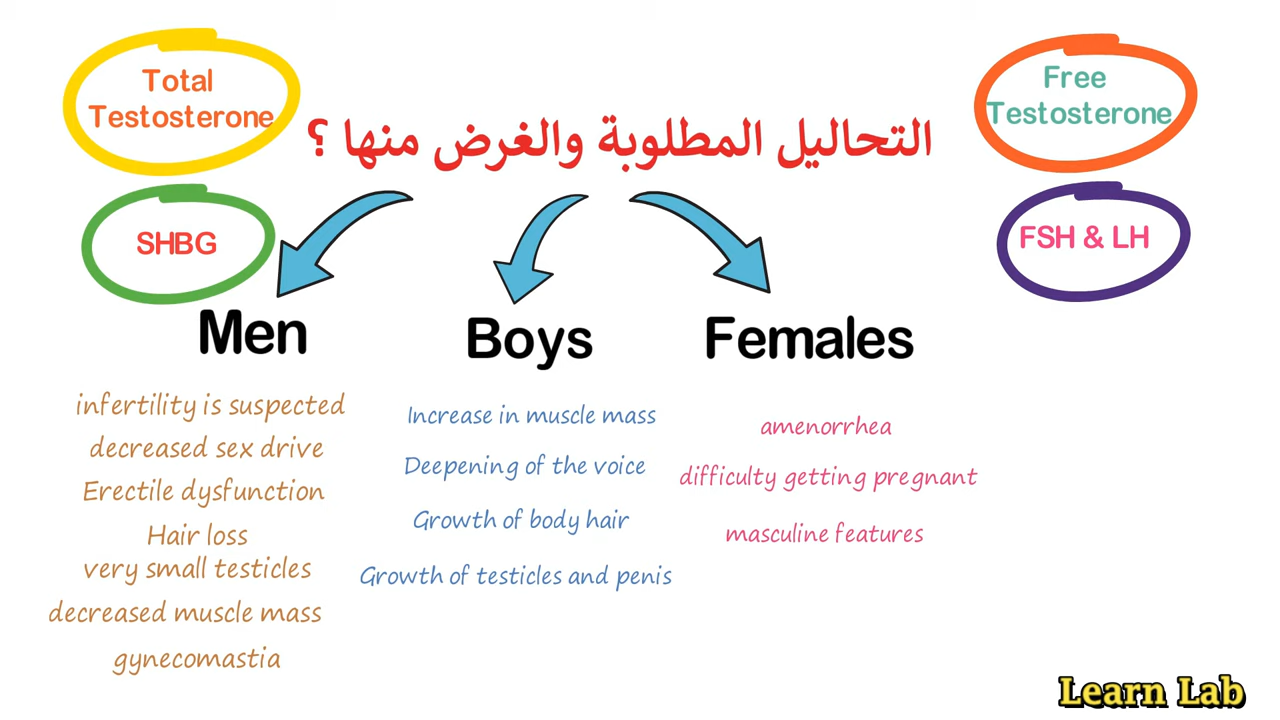 Total
Testosterone
Free
Testosterone
التحاليل المطلوبة والغرض منها ؟
SHBG
FSH & LH
Men
infertility is suspected
decreased sex drive
Erectile dysfunction
Hair loss
very small testicles
decreased muscle mass
gynecomastia
Boys
Increase in muscle mass
Deepening of the voice
Growth of body hair
Growth of testicles and penis
Females
amenorrhea
difficulty getting pregnant
masculine features
Learn Lab